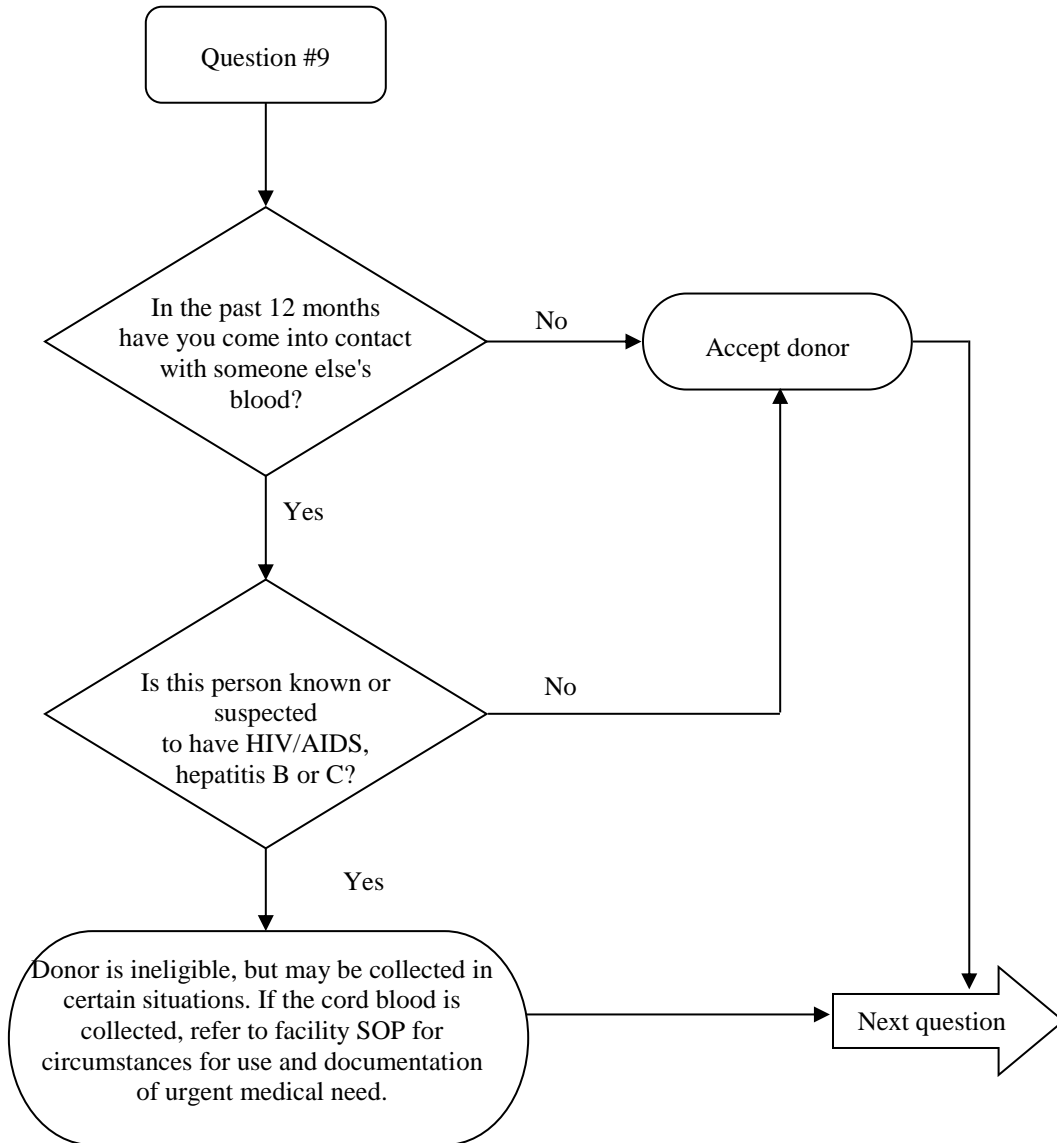 Question #9
In the past 12 months
have you come into contact
with someone else's
blood?
No
Accept donor
Yes
Is this person known or
suspected
to have HIV/AIDS,
hepatitis B or C?
No
Yes
Donor is ineligible, but may be collected in
certain situations. If the cord blood is
collected, refer to facility SOP for
circumstances for use and documentation
of urgent medical need.
Next question